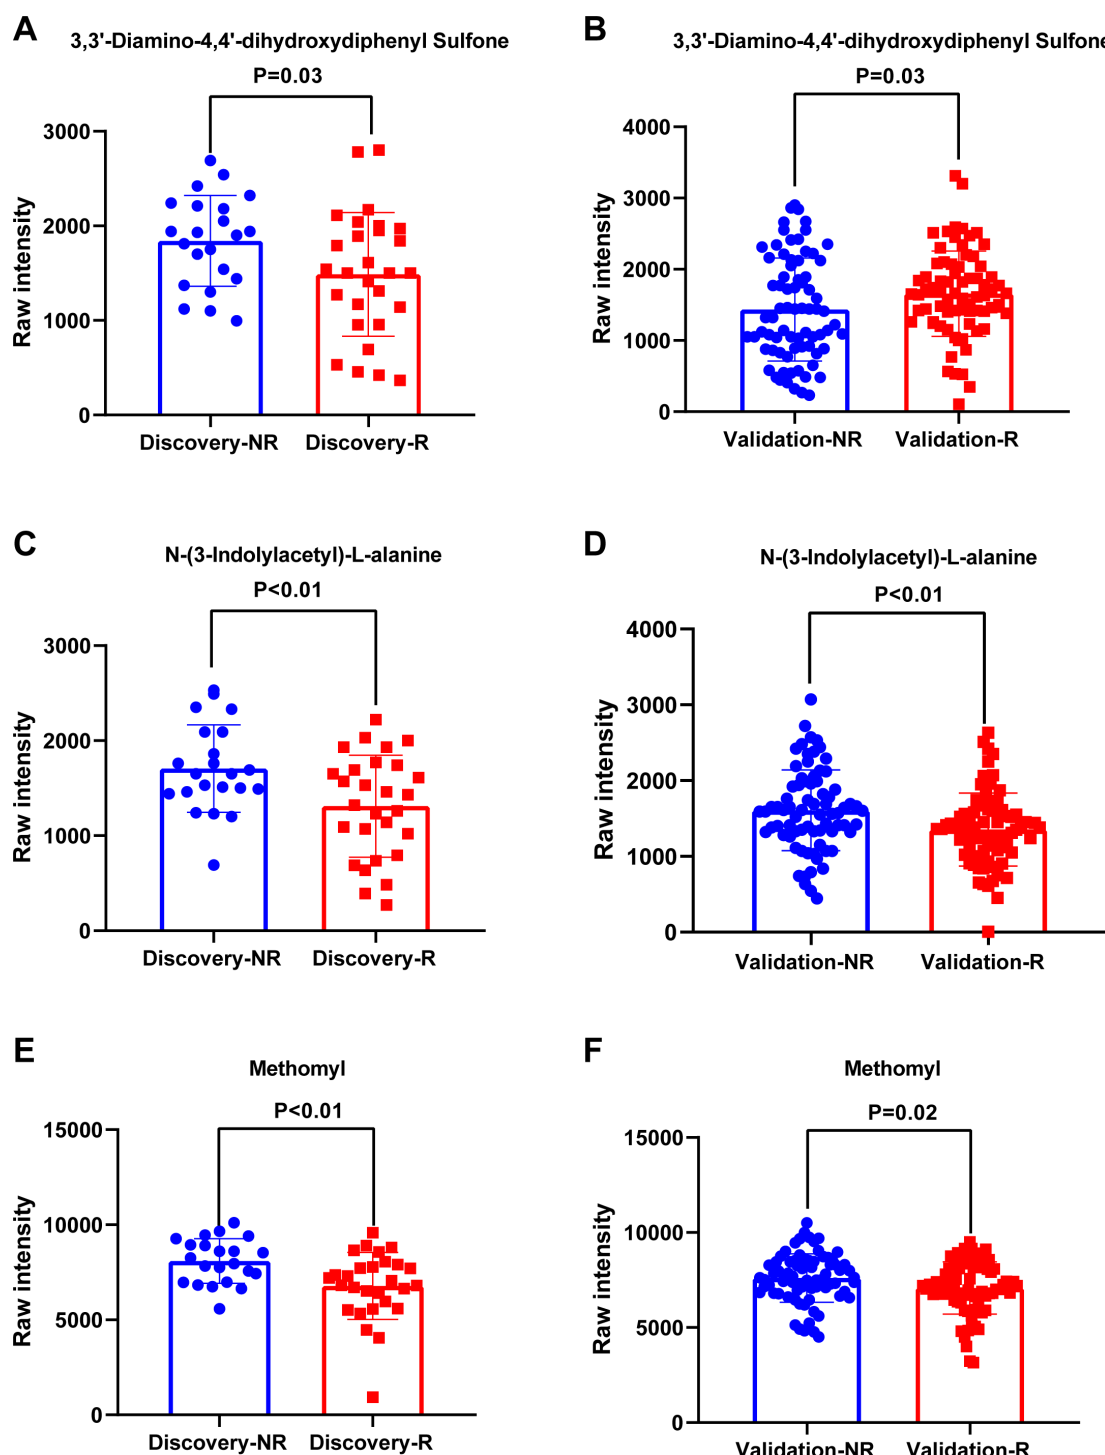 A
3,3'-Diamino-4,4'-dihydroxydiphenyl Sulfone
P=0.03
3000
2000
1000
0
Raw intensity
Discovery-NR Discovery-R
B
3,3'-Diamino-4,4'-dihydroxydiphenyl Sulfone
P=0.03
4000
3000
2000
1000
0
Raw intensity
Validation-NR Validation-R
C
N-(3-Indolylacetyl)-L-alanine
P<0.01
3000
2000
1000
0
Raw intensity
Discovery-NR Discovery-R
D
N-(3-Indolylacetyl)-L-alanine
P<0.01
4000
3000
2000
1000
0
Raw intensity
Validation-NR Validation-R
E
Methomyl
P<0.01
15000
10000
5000
0
Raw intensity
Discovery-NR Discovery-R
F
Methomyl
P=0.02
15000
10000
5000
0
Raw intensity
Validation-NR Validation-R